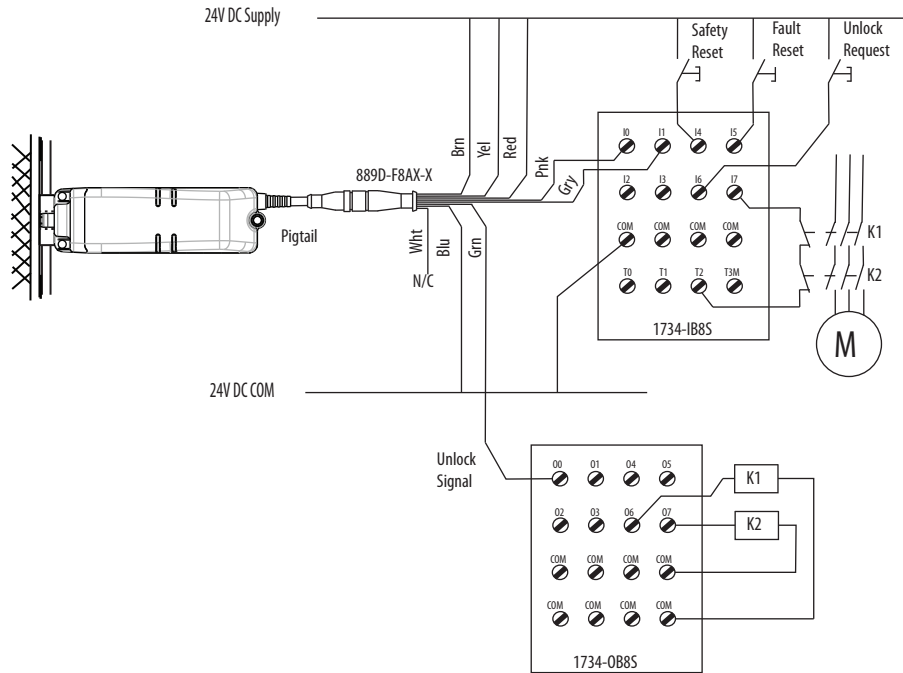 24V DC Supply
Safety
Reset
Fault
Reset
Unlock
Request
Brn
Yel
Red
Pnk
Gry
889D-F8AX-X
Pigtail
Wht
Blu
Grn
N/C
I0 I1 I4 I5
I2 I3 I6 I7
COM COM COM COM
T0 T1 T2 T3M
1734-IB8S
K1
K2
M
24V DC COM
Unlock
Signal
O0 O1 O4 O5
O2 O3 O6 O7
COM COM COM COM
COM COM COM COM
K1
K2
1734-OB8S